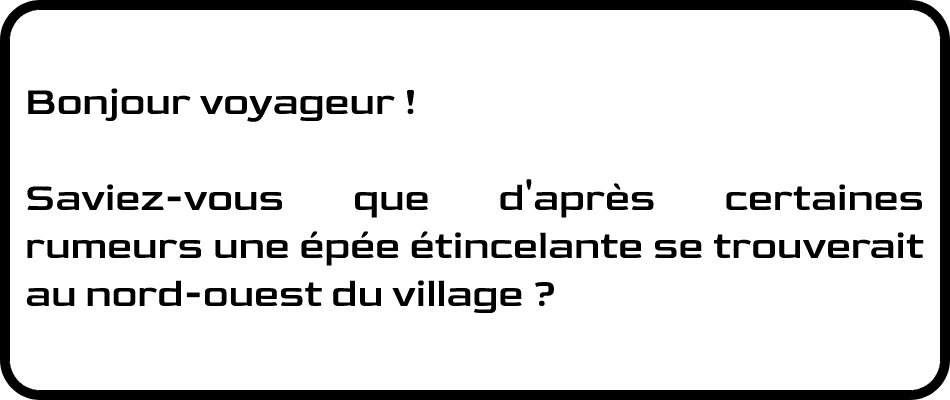 Bonjour voyageur !
Saviez-vous que d'après certaines
rumeurs une épée étincelante se trouverait
au nord-ouest du village ?